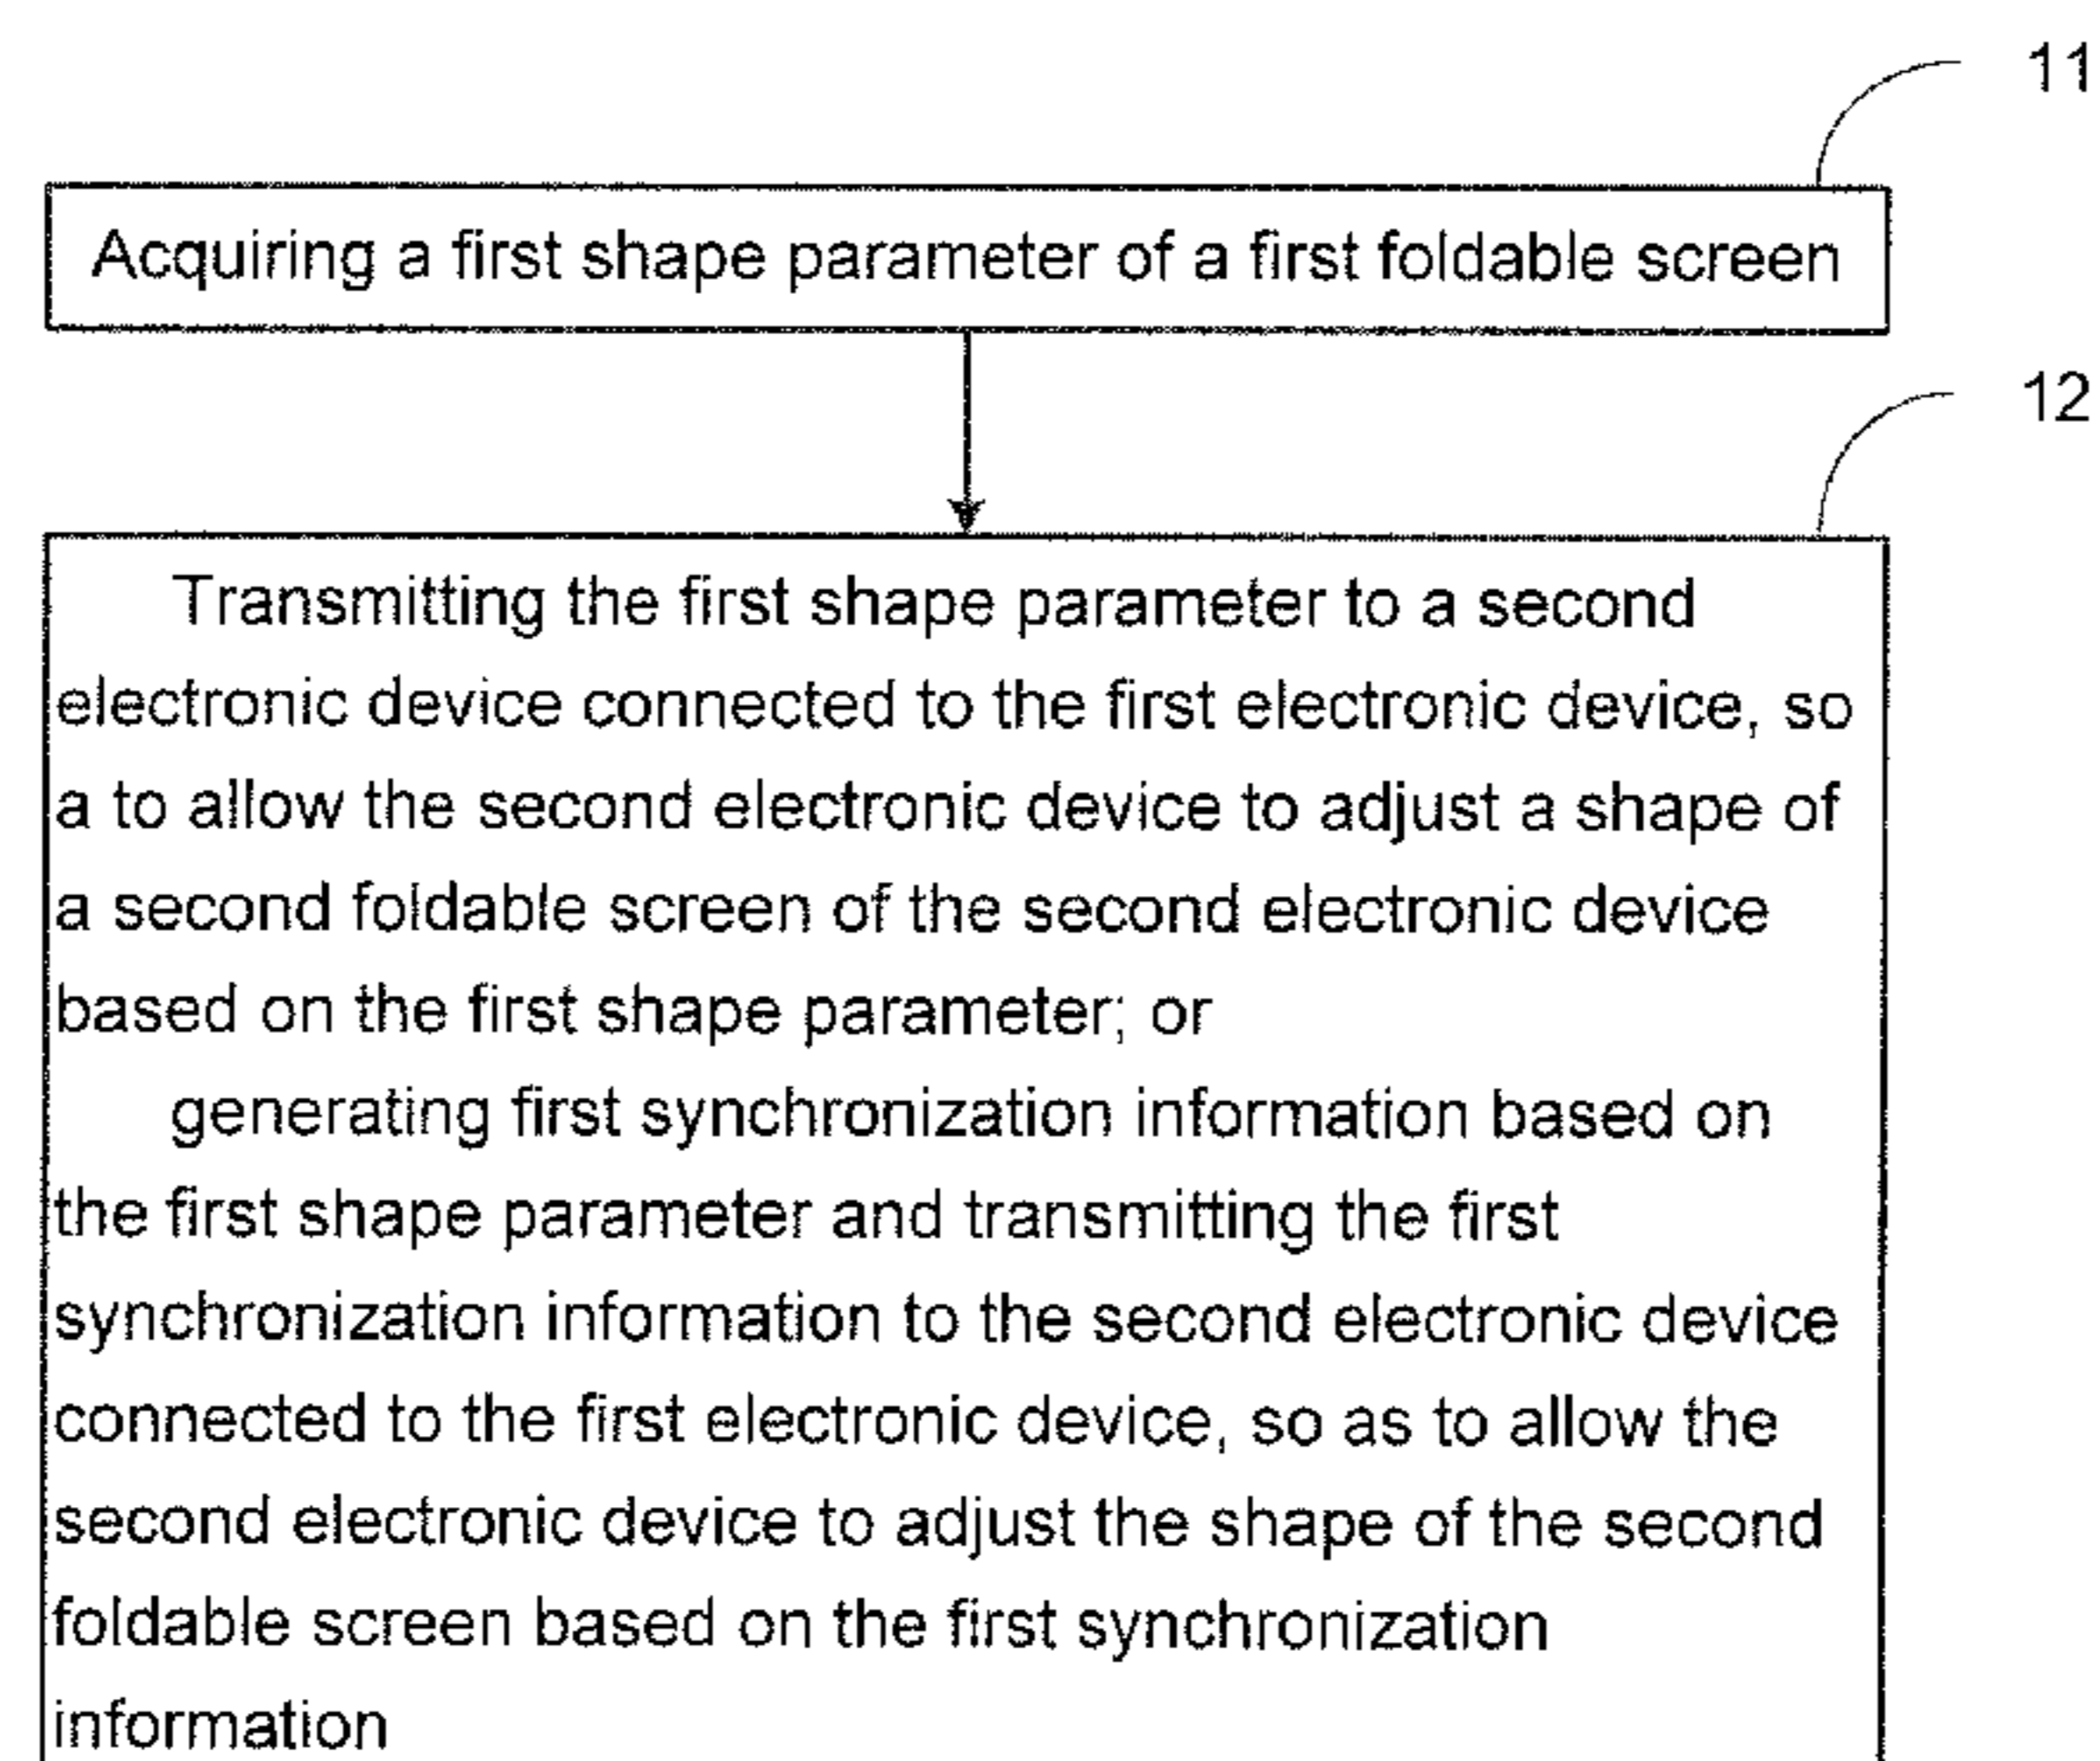 11
Acquiring a first shape parameter of a first foldable screen
12
Transmitting the first shape parameter to a second
electronic device connected to the first electronic device, so
a to allow the second electronic device to adjust a shape of
a second foldable screen of the second electronic device
based on the first shape parameter; or
generating first synchronization information based on
the first shape parameter and transmitting the first
synchronization information to the second electronic device
connected to the first electronic device, so as to allow the
second electronic device to adjust the shape of the second
foldable screen based on the first synchronization
information